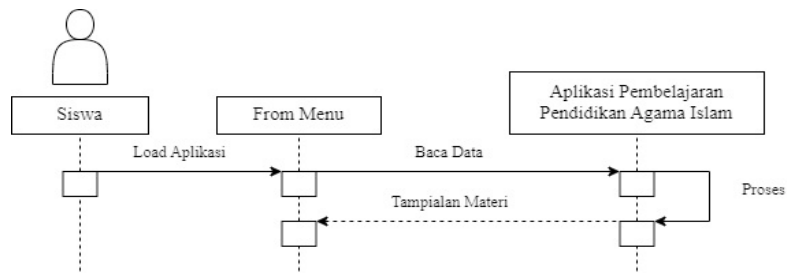 Siswa
From Menu
Aplikasi Pembelajaran
Pendidikan Agama Islam
Load Aplikasi
Baca Data
Proses
Tampialan Materi